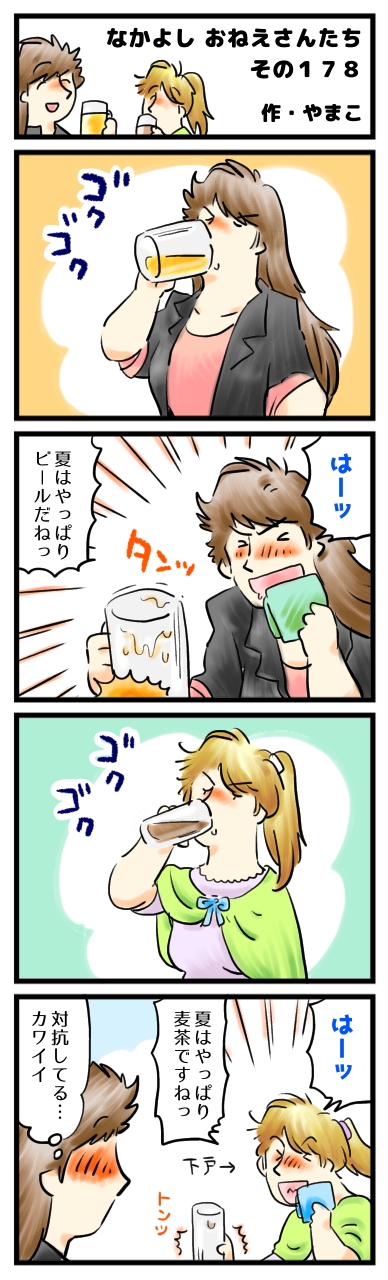 なかよし おねえさんたち
その１７８
作・やまこ
ゴク
ゴク
はーッ
夏はやっぱり
ビールだねっ
タンッ
ゴク
ゴク
はーッ
夏はやっぱり
麦茶ですねっ
下戸→
トンッ
対抗してる…
カワイイ